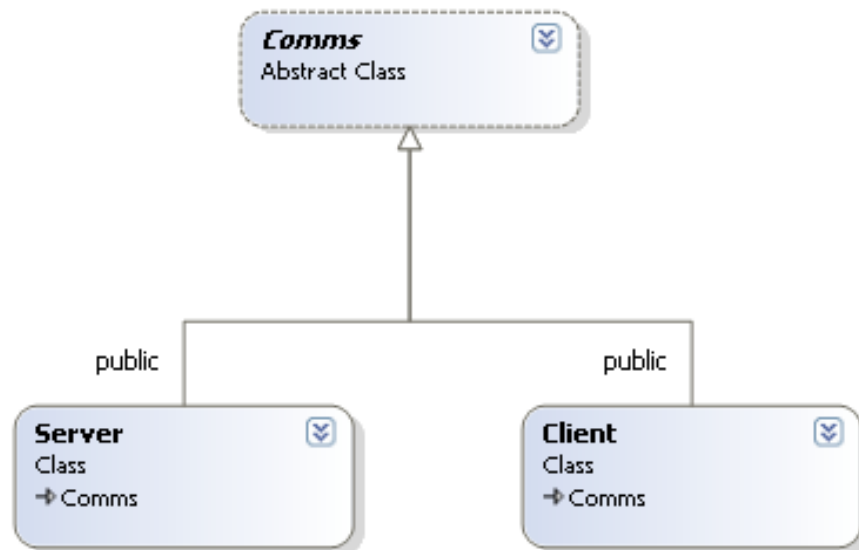 Comms
Abstract Class
public
public
Server
Class
Comms
Client
Class
Comms